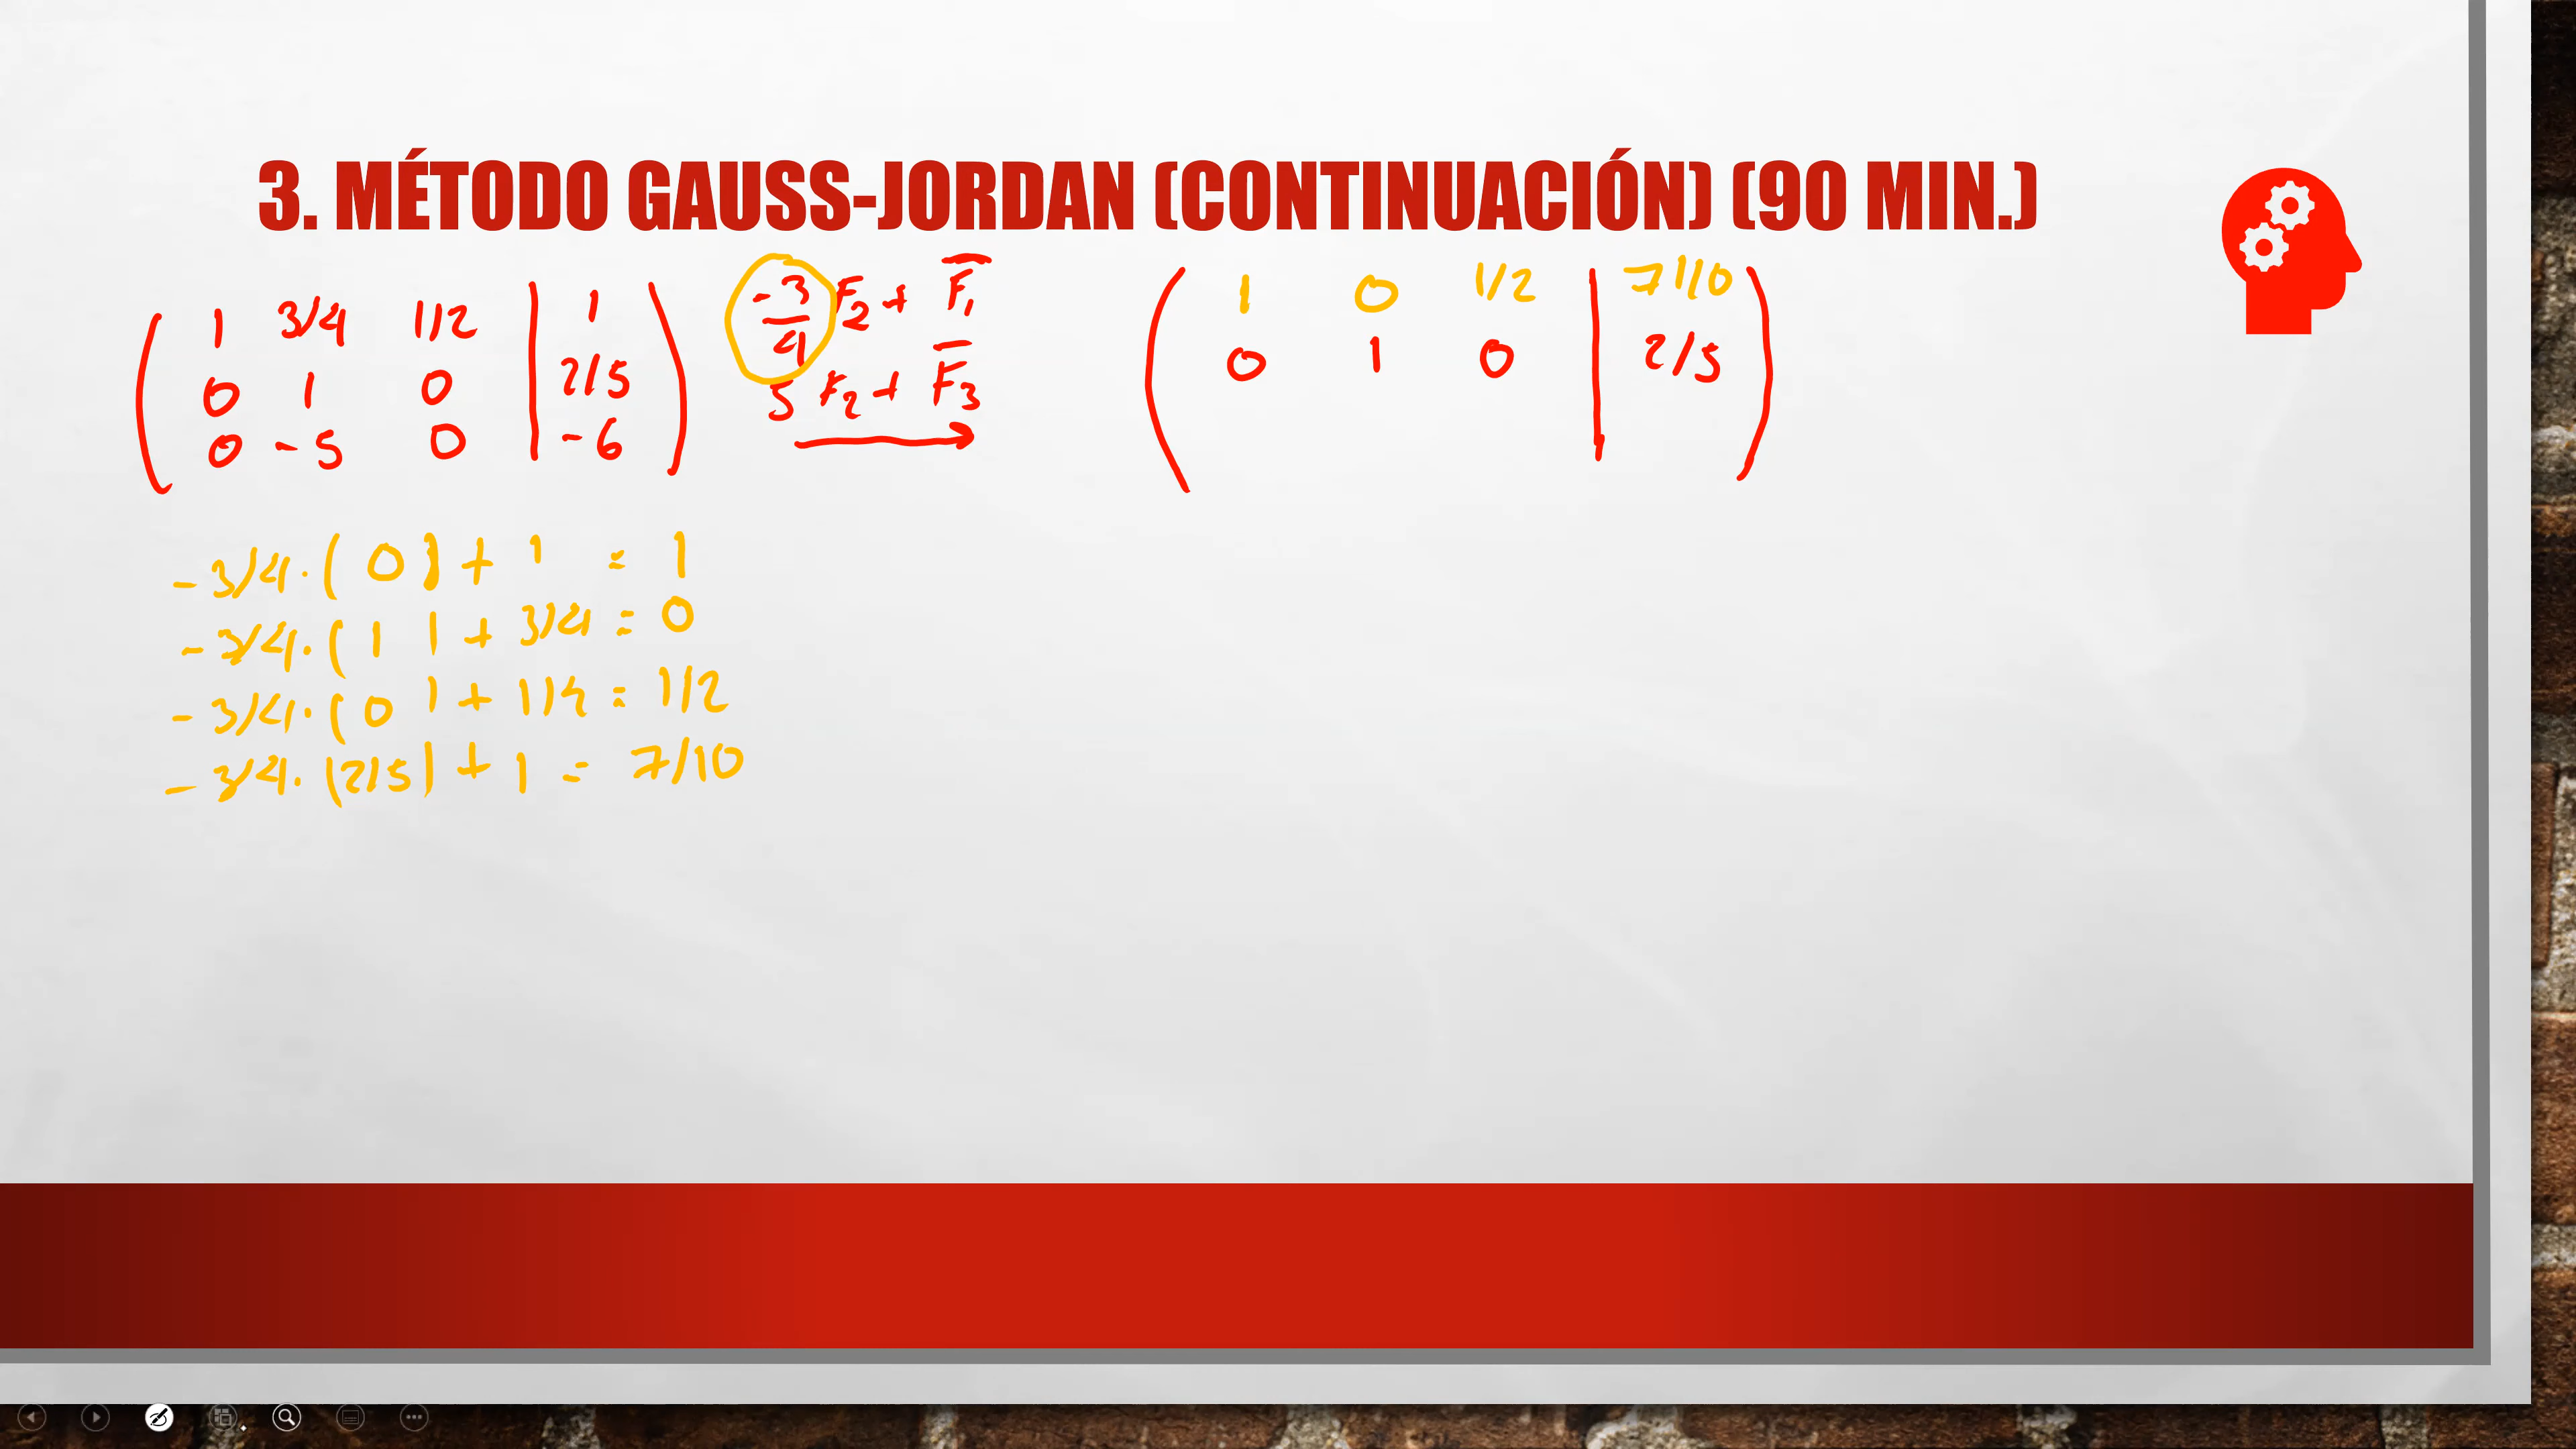 3. MÉTODO GAUSS-JORDAN (CONTINUACIÓN) (90 MIN.)
1 3/4 1/2 | 1
0 1 0 | 2/5
0 -5 0 | -6
-3/4 F2 + F1
5 F2 + F3
1 0 1/2 | 7/10
0 1 0 | 2/5
-3/4·(0)+1 = 1
-3/4·(1)+3/4 = 0
-3/4·(0)+1/2 = 1/2
-3/4·(2/5)+1 = 7/10